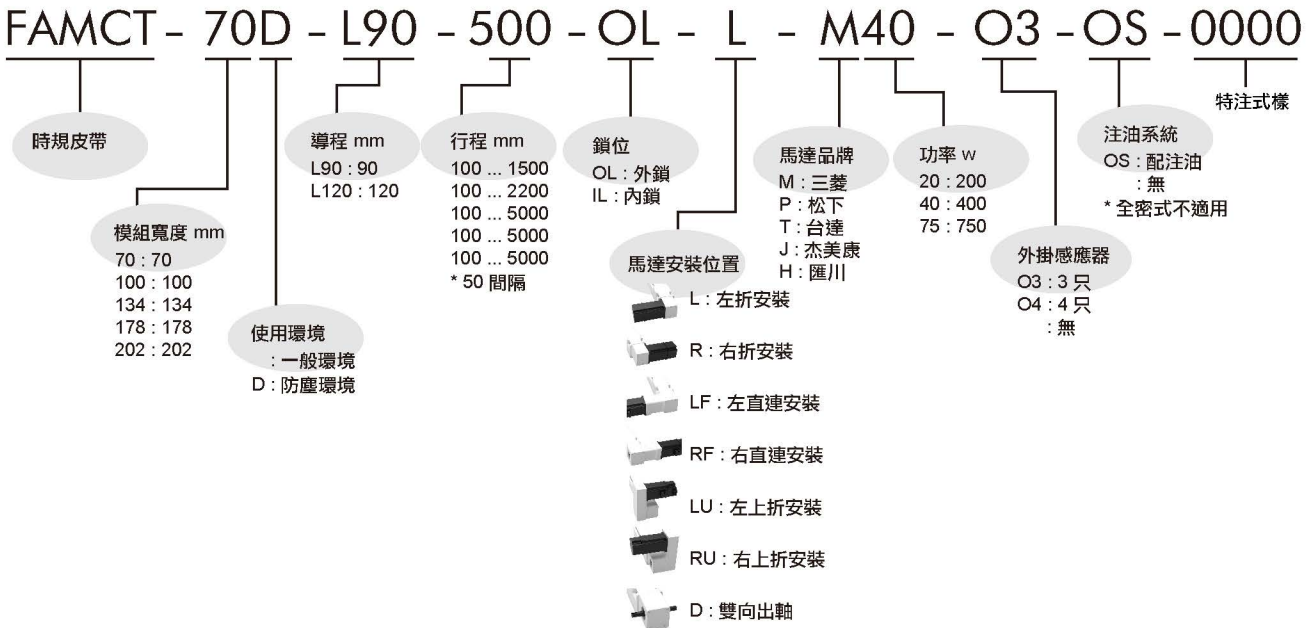 FAMCT - 70D - L90 - 500 - OL - L - M40 - O3 - OS - 0000
時規皮帶
模組寬度 mm
70 : 70
100 : 100
134 : 134
178 : 178
202 : 202
使用環境
: 一般環境
D : 防塵環境
導程 mm
L90 : 90
L120 : 120
行程 mm
100 ... 1500
100 ... 2200
100 ... 5000
100 ... 5000
100 ... 5000
* 50 間隔
鎖位
OL : 外鎖
IL : 內鎖
馬達安裝位置
L : 左折安裝
R : 右折安裝
LF : 左直連安裝
RF : 右直連安裝
LU : 左上折安裝
RU : 右上折安裝
D : 雙向出軸
馬達品牌
M : 三菱
P : 松下
T : 台達
J : 杰美康
H : 匯川
功率 w
20 : 200
40 : 400
75 : 750
外掛感應器
O3 : 3 只
O4 : 4 只
: 無
注油系統
OS : 配注油
: 無
* 全密式不適用
特注式樣